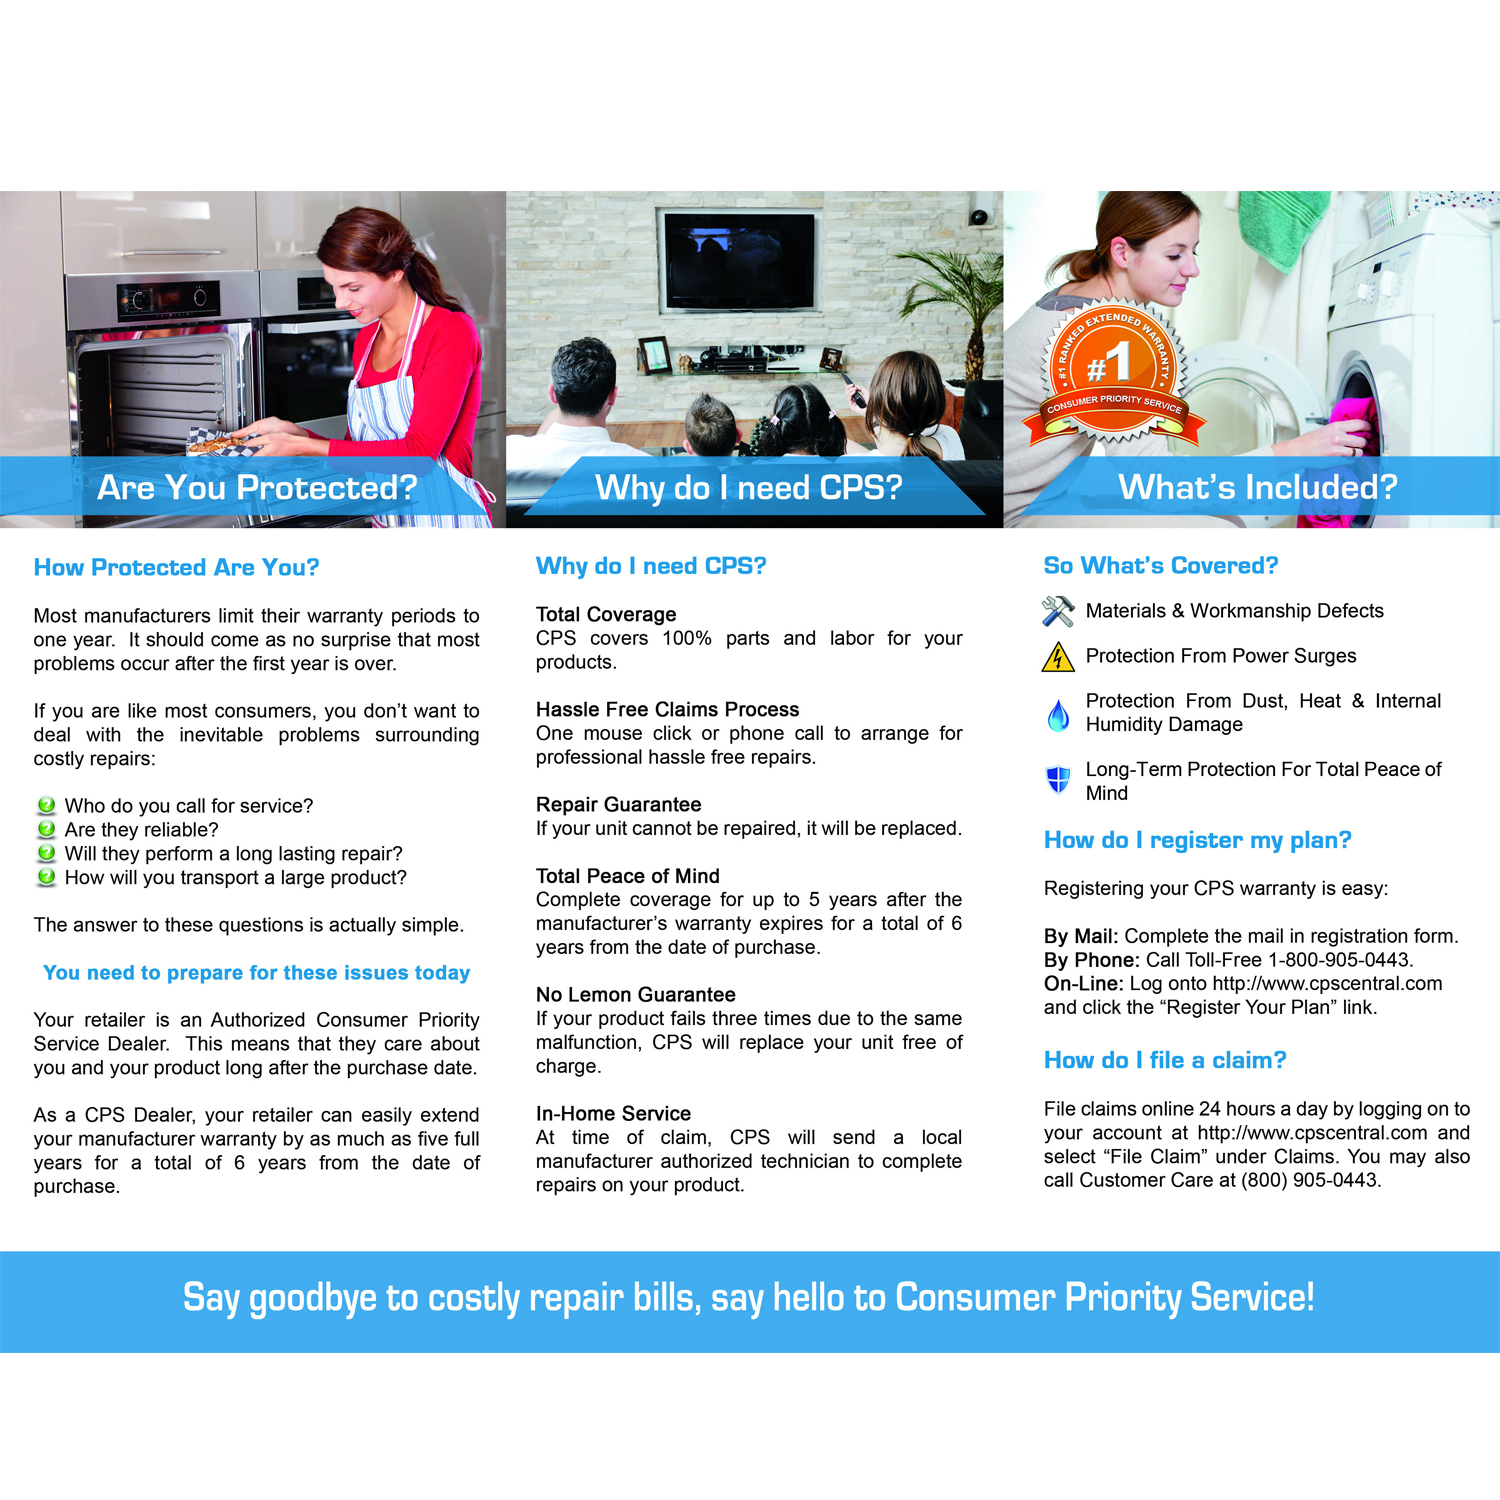 #1 RANKED EXTENDED WARRANTY
#1
CONSUMER PRIORITY SERVICE
Are You Protected?
Why do I need CPS?
What's Included?
How Protected Are You?
Most manufacturers limit their warranty periods to
one year. It should come as no surprise that most
problems occur after the first year is over.
If you are like most consumers, you don't want to
deal with the inevitable problems surrounding
costly repairs:
Who do you call for service?
Are they reliable?
Will they perform a long lasting repair?
How will you transport a large product?
The answer to these questions is actually simple.
You need to prepare for these issues today
Your retailer is an Authorized Consumer Priority
Service Dealer. This means that they care about
you and your product long after the purchase date.
As a CPS Dealer, your retailer can easily extend
your manufacturer warranty by as much as five full
years for a total of 6 years from the date of
purchase.
Why do I need CPS?
Total Coverage
CPS covers 100% parts and labor for your
products.
Hassle Free Claims Process
One mouse click or phone call to arrange for
professional hassle free repairs.
Repair Guarantee
If your unit cannot be repaired, it will be replaced.
Total Peace of Mind
Complete coverage for up to 5 years after the
manufacturer's warranty expires for a total of 6
years from the date of purchase.
No Lemon Guarantee
If your product fails three times due to the same
malfunction, CPS will replace your unit free of
charge.
In-Home Service
At time of claim, CPS will send a local
manufacturer authorized technician to complete
repairs on your product.
So What's Covered?
Materials & Workmanship Defects
Protection From Power Surges
Protection From Dust, Heat & Internal
Humidity Damage
Long-Term Protection For Total Peace of
Mind
How do I register my plan?
Registering your CPS warranty is easy:
By Mail: Complete the mail in registration form.
By Phone: Call Toll-Free 1-800-905-0443.
On-Line: Log onto http://www.cpscentral.com
and click the “Register Your Plan” link.
How do I file a claim?
File claims online 24 hours a day by logging on to
your account at http://www.cpscentral.com and
select “File Claim” under Claims. You may also
call Customer Care at (800) 905-0443.
Say goodbye to costly repair bills, say hello to Consumer Priority Service!